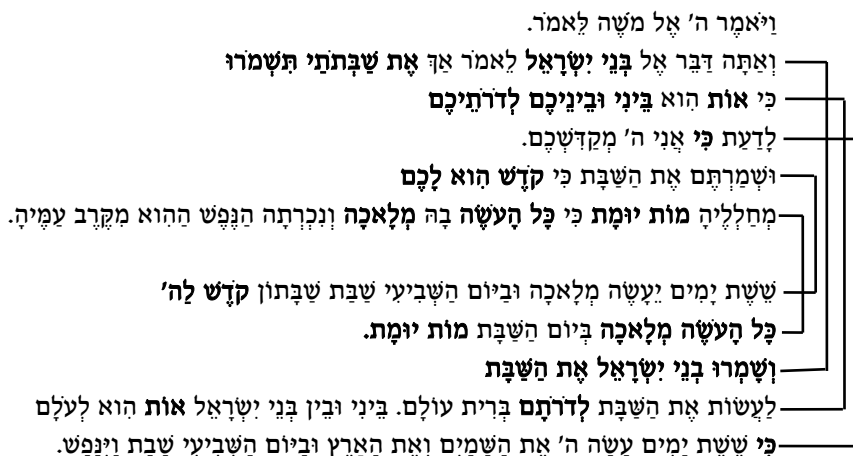 וַיֹּאמֶר ה' אֶל מֹשֶׁה לֵּאמֹר.
וְאַתָּה דַּבֵּר אֶל בְּנֵי יִשְׂרָאֵל לֵאמֹר אַךְ אֶת שַׁבְּתֹתַי תִּשְׁמֹרוּ
כִּי אוֹת הִוא בֵּינִי וּבֵינֵיכֶם לְדֹרֹתֵיכֶם
לָדַעַת כִּי אֲנִי ה' מְקַדִּשְׁכֶם.
וּשְׁמַרְתֶּם אֶת הַשַּׁבָּת כִּי קֹדֶשׁ הִוא לָכֶם
מְחַלְלֶיהָ מוֹת יוּמָת כִּי כָּל הָעֹשֶׂה בָהּ מְלָאכָה וְנִכְרְתָה הַנֶּפֶשׁ הַהִוא מִקֶּרֶב עַמֶּיהָ.
שֵׁשֶׁת יָמִים יֵעָשֶׂה מְלָאכָה וּבַיּוֹם הַשְּׁבִיעִי שַׁבַּת שַׁבָּתוֹן קֹדֶשׁ לַה'
כָּל הָעֹשֶׂה מְלָאכָה בְּיוֹם הַשַּׁבָּת מוֹת יוּמָת.
וְשָׁמְרוּ בְנֵי יִשְׂרָאֵל אֶת הַשַּׁבָּת
לַעֲשׂוֹת אֶת הַשַּׁבָּת לְדֹרֹתָם בְּרִית עוֹלָם. בֵּינִי וּבֵין בְּנֵי יִשְׂרָאֵל אוֹת הִוא לְעֹלָם
כִּי שֵׁשֶׁת יָמִים עָשָׂה ה' אֶת הַשָּׁמַיִם וְאֶת הָאָרֶץ וּבַיּוֹם הַשְּׁבִיעִי שָׁבַת וַיִּנָּפַשׁ.